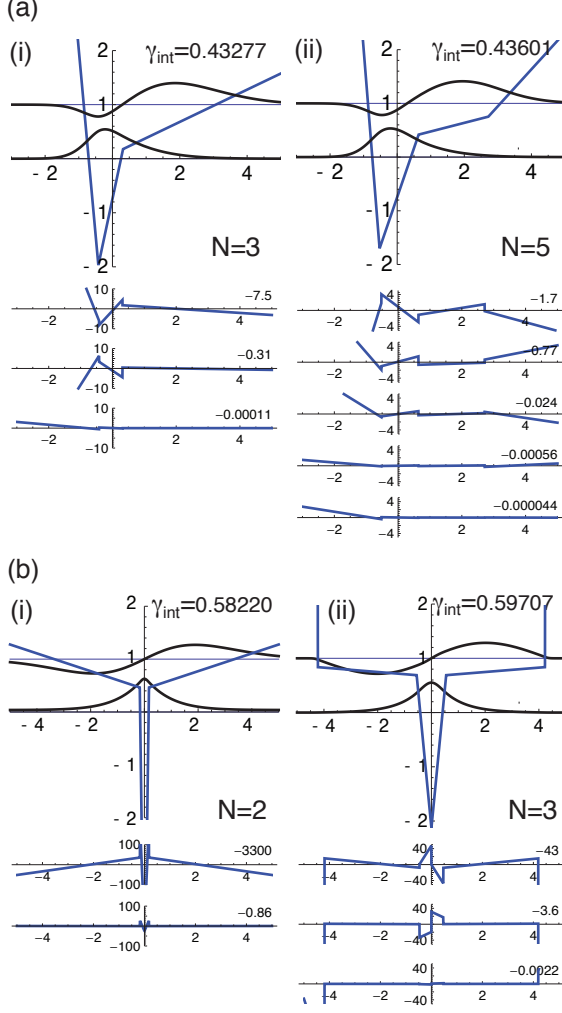 (a)
(i) γint=0.43277
2
1
-2 2 4
-1
-2
N=3
10 -7.5
-2 2 4
-10
10 -0.31
-2 2 4
-10
10 -0.00011
-2 2 4
-10
(ii) γint=0.43601
2
1
-2 2 4
-1
-2
N=5
4 -1.7
-2 2 4
-4
4 0.77
-2 2 4
-4
4 -0.024
-2 2 4
-4
4 -0.00056
-2 2 4
-4
4 -0.000044
-2 2 4
-4
(b)
(i) γint=0.58220
2
1
-4 -2 2 4
-1
-2
N=2
100 -3300
-4 -2 2 4
-100
100 -0.86
-4 -2 2 4
-100
(ii) γint=0.59707
2
1
-4 -2 2 4
-1
-2
N=3
40 -43
-4 -2 2 4
-40
40 -3.6
-4 -2 2 4
-40
40 -0.0022
-4 -2 2 4
-40